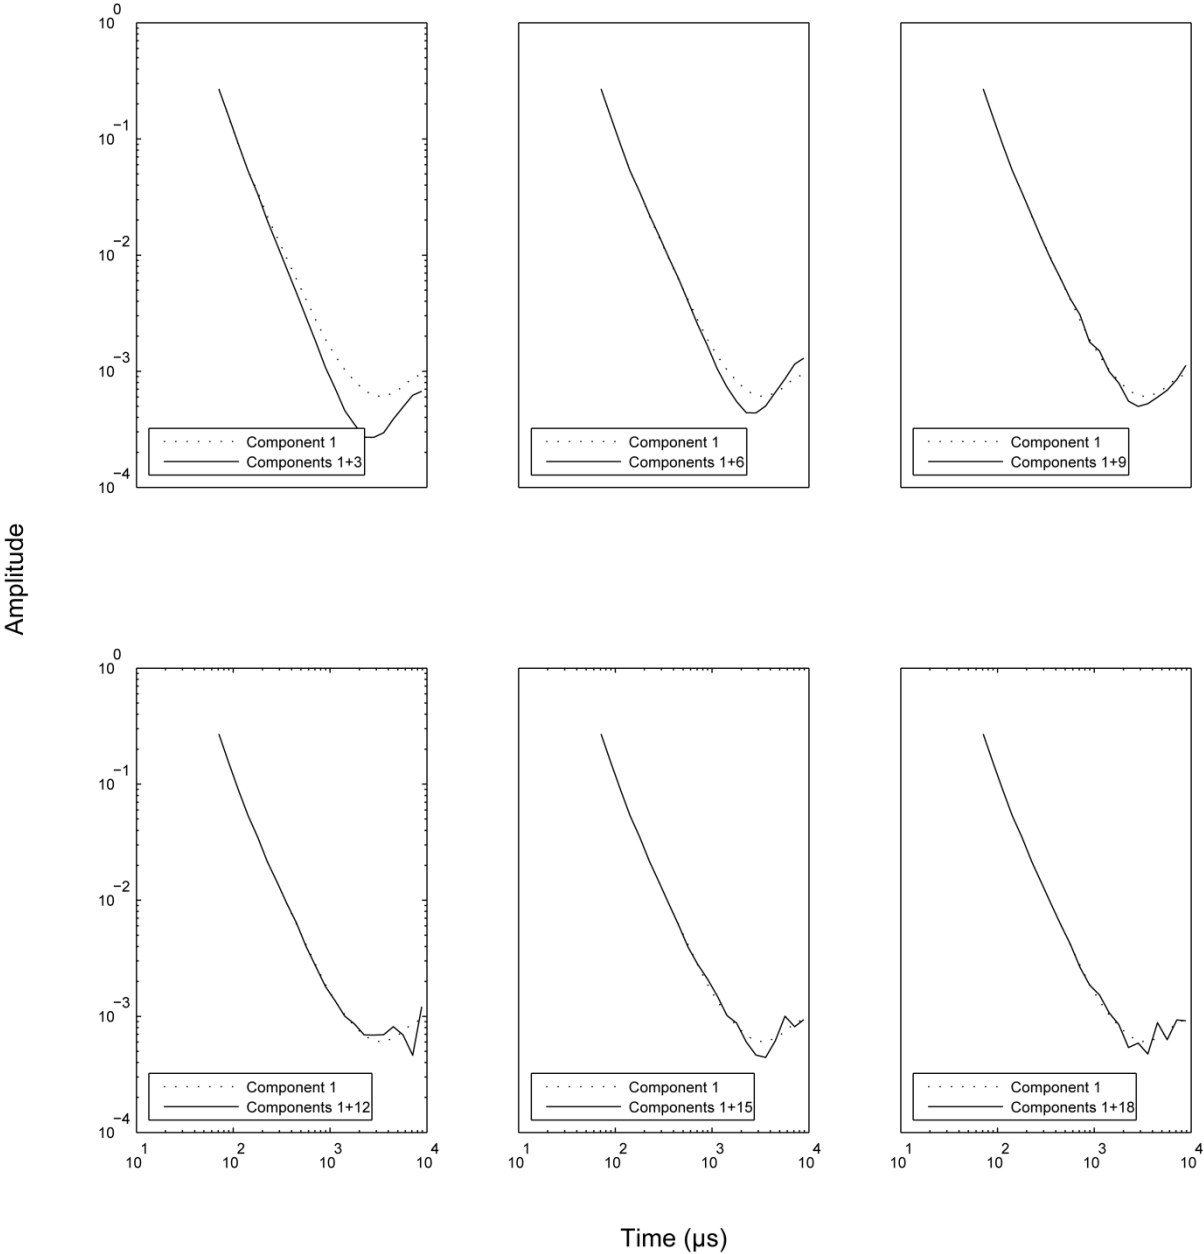 10 0
10 −1
10 −2
10 −3
10 −4
Component 1
Components 1+3
Component 1
Components 1+6
Component 1
Components 1+9
Amplitude
10 0
10 −1
10 −2
10 −3
10 −4
Component 1
Components 1+12
Component 1
Components 1+15
Component 1
Components 1+18
10 1 10 2 10 3 10 4
10 1 10 2 10 3 10 4
10 1 10 2 10 3 10 4
Time (µs)